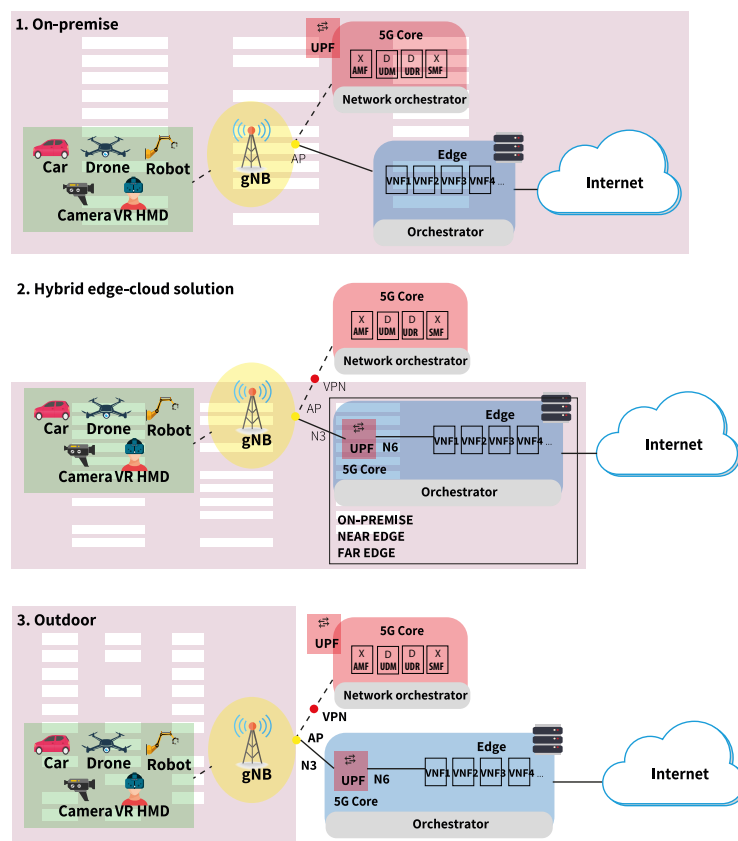 1. On-premise
UPF
5G Core
X D D X
AMF UDM UDR SMF
Network orchestrator
Car Drone Robot
Camera VR HMD
gNB
AP
Edge
VNF1 VNF2 VNF3 VNF4 ...
Orchestrator
Internet
2. Hybrid edge-cloud solution
5G Core
X D D X
AMF UDM UDR SMF
Network orchestrator
VPN
Car Drone Robot
Camera VR HMD
gNB
AP
N3
Edge
UPF N6
VNF1 VNF2 VNF3 VNF4 ...
5G Core
Orchestrator
ON-PREMISE
NEAR EDGE
FAR EDGE
Internet
3. Outdoor
UPF
5G Core
X D D X
AMF UDM UDR SMF
Network orchestrator
VPN
Car Drone Robot
Camera VR HMD
gNB
AP
N3
Edge
UPF N6
VNF1 VNF2 VNF3 VNF4 ...
5G Core
Orchestrator
Internet